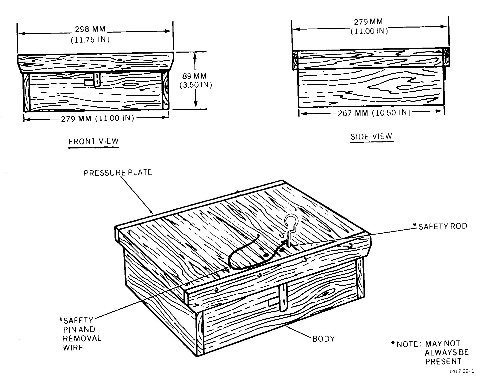 298 MM
(11.75 IN)
279 MM
(11.00 IN)
89 MM
(3.50 IN)
279 MM (11.00 IN)
267 MM (10.50 IN)
FRONT VIEW
SIDE VIEW
PRESSURE PLATE
*SAFETY ROD
*SAFETY
PIN AND
REMOVAL
WIRE
BODY
*NOTE: MAY NOT
ALWAYS BE
PRESENT